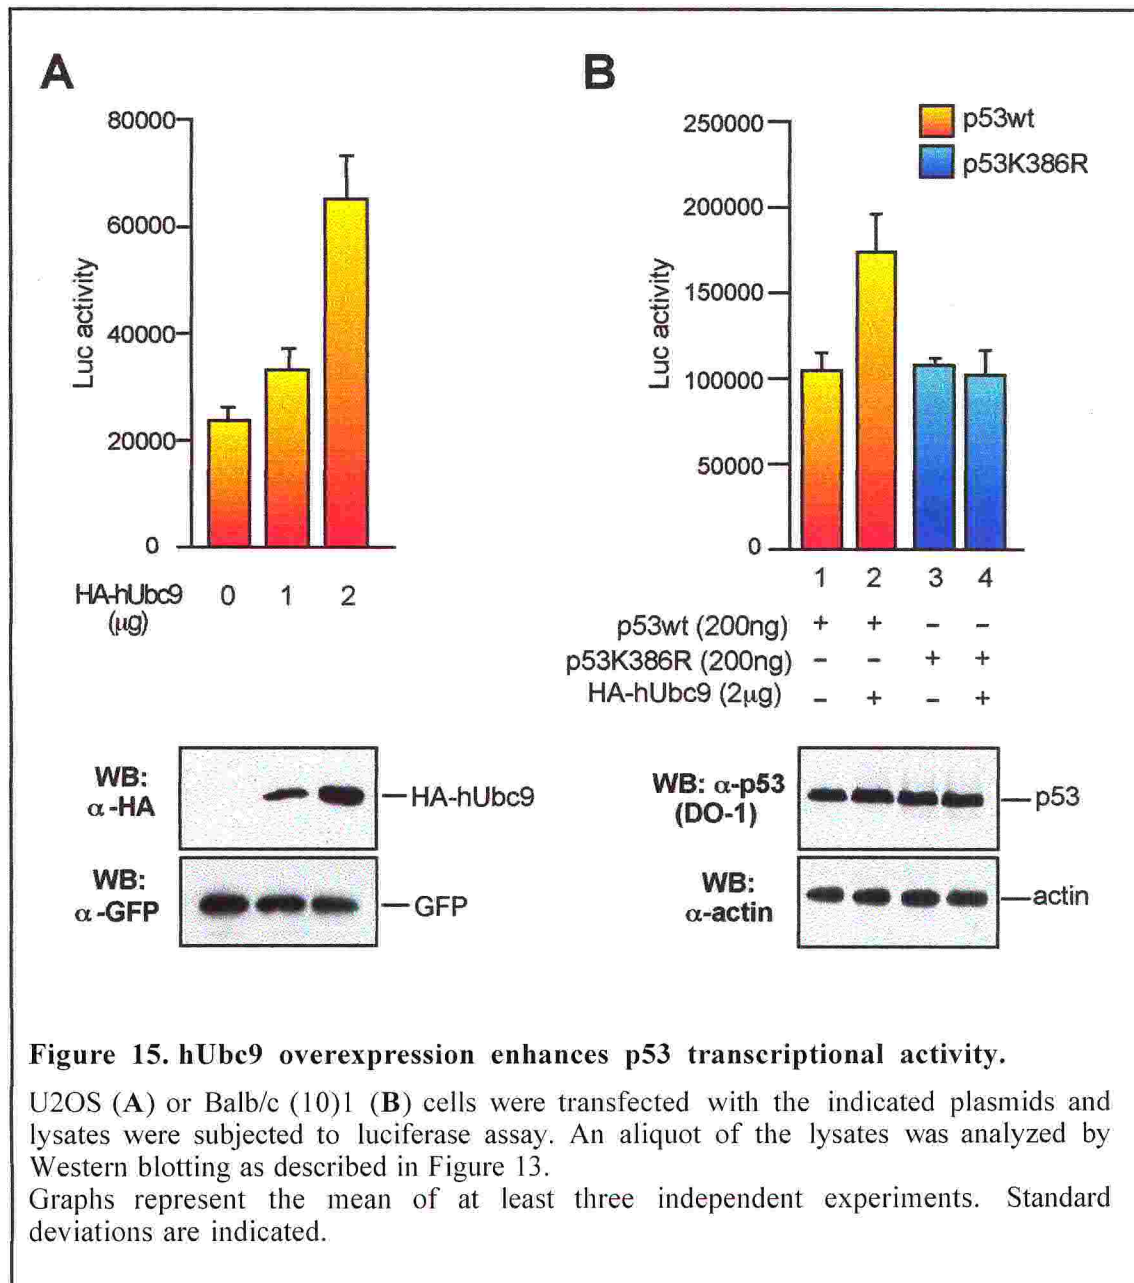 A
80000
60000
40000
20000
0
Luc activity
HA-hUbc9
(μg)
0 1 2
WB:
α-HA
HA-hUbc9
WB:
α-GFP
GFP
B
p53wt
p53K386R
250000
200000
150000
100000
50000
0
Luc activity
1 2 3 4
p53wt (200ng) + + – –
p53K386R (200ng) – – + +
HA-hUbc9 (2μg) – + – +
WB: α-p53
(DO-1)
p53
WB:
α-actin
actin
Figure 15. hUbc9 overexpression enhances p53 transcriptional activity.
U2OS (A) or Balb/c (10)1 (B) cells were transfected with the indicated plasmids and
lysates were subjected to luciferase assay. An aliquot of the lysates was analyzed by
Western blotting as described in Figure 13.
Graphs represent the mean of at least three independent experiments. Standard
deviations are indicated.